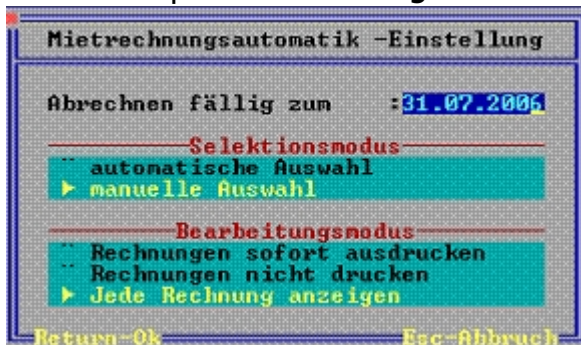 Mietrechnungsautomatik -Einstellung
Abrechnen fällig zum :31.07.2006
Selektionsmodus
automatische Auswahl
► manuelle Auswahl
Bearbeitungsmodus
Rechnungen sofort ausdrucken
Rechnungen nicht drucken
► Jede Rechnung anzeigen
Return-Ok Esc-Abbruch